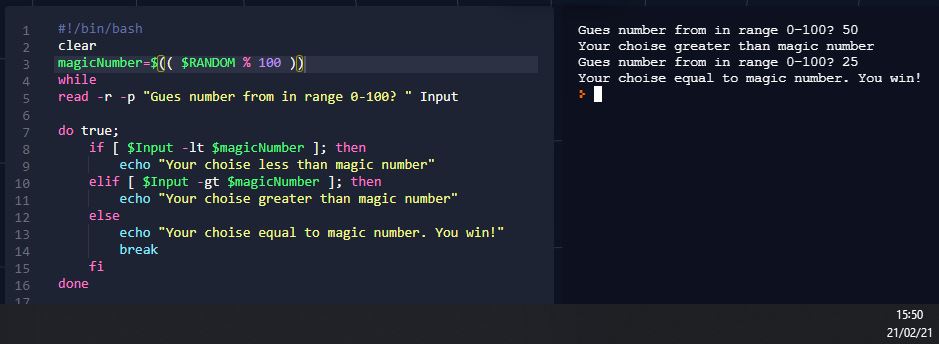 1 #!/bin/bash
2 clear
3 magicNumber=$(( $RANDOM % 100 ))
4 while
5 read -r -p "Gues number from in range 0-100? " Input
6
7 do true;
8 if [ $Input -lt $magicNumber ]; then
9 echo "Your choise less than magic number"
10 elif [ $Input -gt $magicNumber ]; then
11 echo "Your choise greater than magic number"
12 else
13 echo "Your choise equal to magic number. You win!"
14 break
15 fi
16 done
17
Gues number from in range 0-100? 50
Your choise greater than magic number
Gues number from in range 0-100? 25
Your choise equal to magic number. You win!
15:50
21/02/21